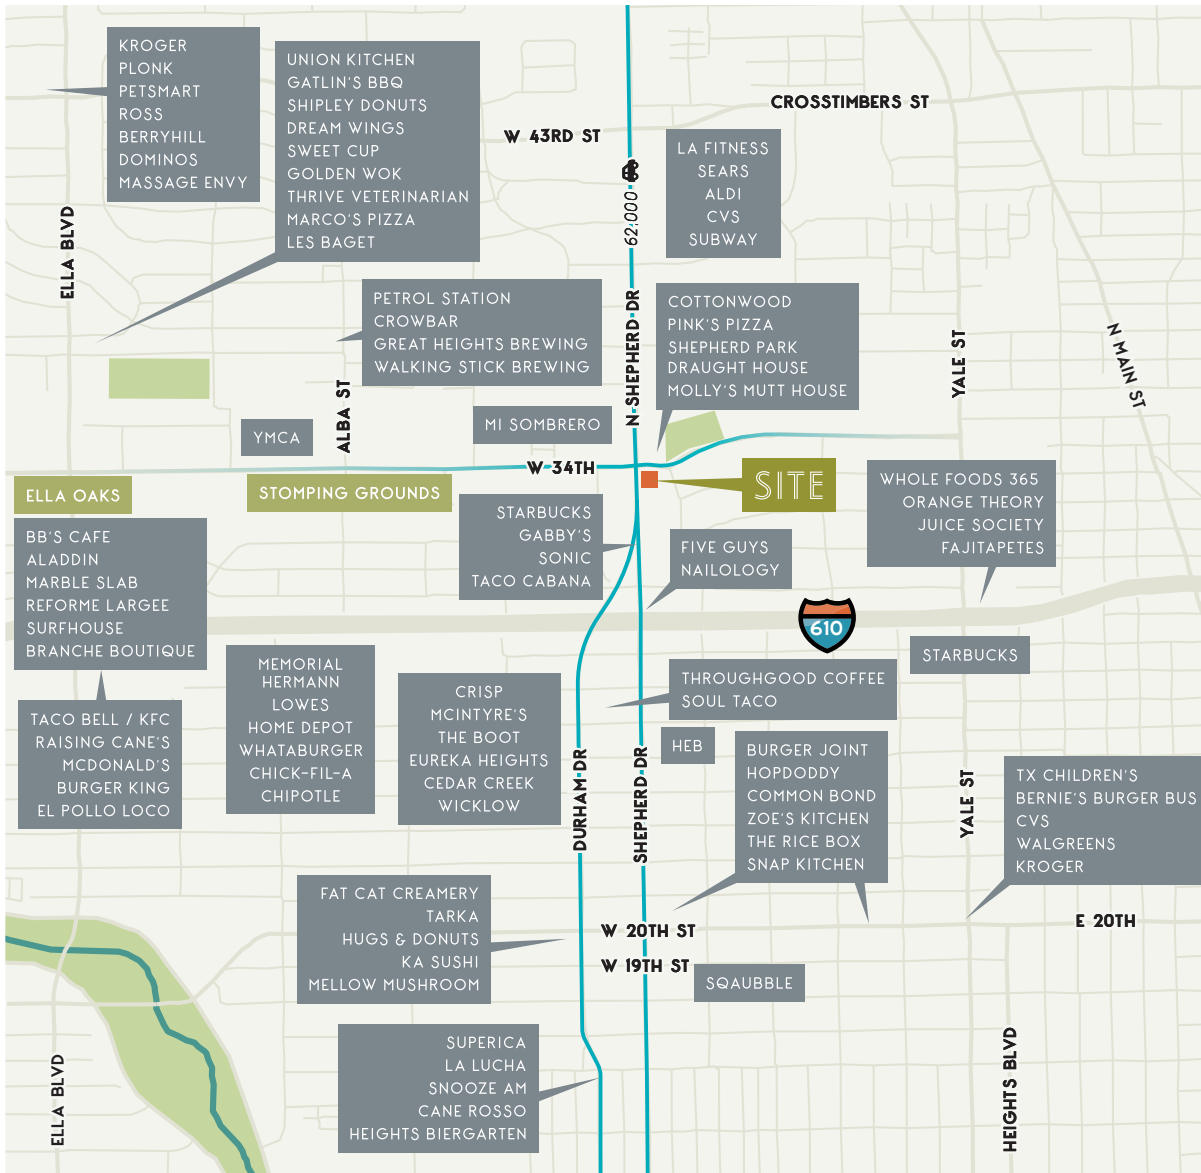 KROGER
PLONK
PETSMART
ROSS
BERRYHILL
DOMINOS
MASSAGE ENVY
UNION KITCHEN
GATLIN'S BBQ
SHIPLEY DONUTS
DREAM WINGS
SWEET CUP
GOLDEN WOK
THRIVE VETERINARIAN
MARCO'S PIZZA
LES BAGET
CROSSTIMBERS ST
W 43RD ST
LA FITNESS
SEARS
ALDI
CVS
SUBWAY
62,000
ELLA BLVD
PETROL STATION
CROWBAR
GREAT HEIGHTS BREWING
WALKING STICK BREWING
N SHEPHERD DR
COTTONWOOD
PINK'S PIZZA
SHEPHERD PARK
DRAUGHT HOUSE
MOLLY'S MUTT HOUSE
YALE ST
N MAIN ST
ALBA ST
YMCA
MI SOMBRERO
W 34TH
ELLA OAKS
STOMPING GROUNDS
SITE
STARBUCKS
GABBY'S
SONIC
TACO CABANA
WHOLE FOODS 365
ORANGE THEORY
JUICE SOCIETY
FAJITAPETES
BB'S CAFE
ALADDIN
MARBLE SLAB
REFORME LARGEE
SURFHOUSE
BRANCHE BOUTIQUE
FIVE GUYS
NAILOLOGY
610
STARBUCKS
TACO BELL / KFC
RAISING CANE'S
MCDONALD'S
BURGER KING
EL POLLO LOCO
MEMORIAL
HERMANN
LOWES
HOME DEPOT
WHATABURGER
CHICK-FIL-A
CHIPOTLE
CRISP
MCINTYRE'S
THE BOOT
EUREKA HEIGHTS
CEDAR CREEK
WICKLOW
THROUGHGOOD COFFEE
SOUL TACO
HEB
DURHAM DR
SHEPHERD DR
BURGER JOINT
HOPDODDY
COMMON BOND
ZOE'S KITCHEN
THE RICE BOX
SNAP KITCHEN
YALE ST
TX CHILDREN'S
BERNIE'S BURGER BUS
CVS
WALGREENS
KROGER
FAT CAT CREAMERY
TARKA
HUGS & DONUTS
KA SUSHI
MELLOW MUSHROOM
W 20TH ST
E 20TH
W 19TH ST
SQAUBBLE
SUPERICA
LA LUCHA
SNOOZE AM
CANE ROSSO
HEIGHTS BIERGARTEN
ELLA BLVD
HEIGHTS BLVD